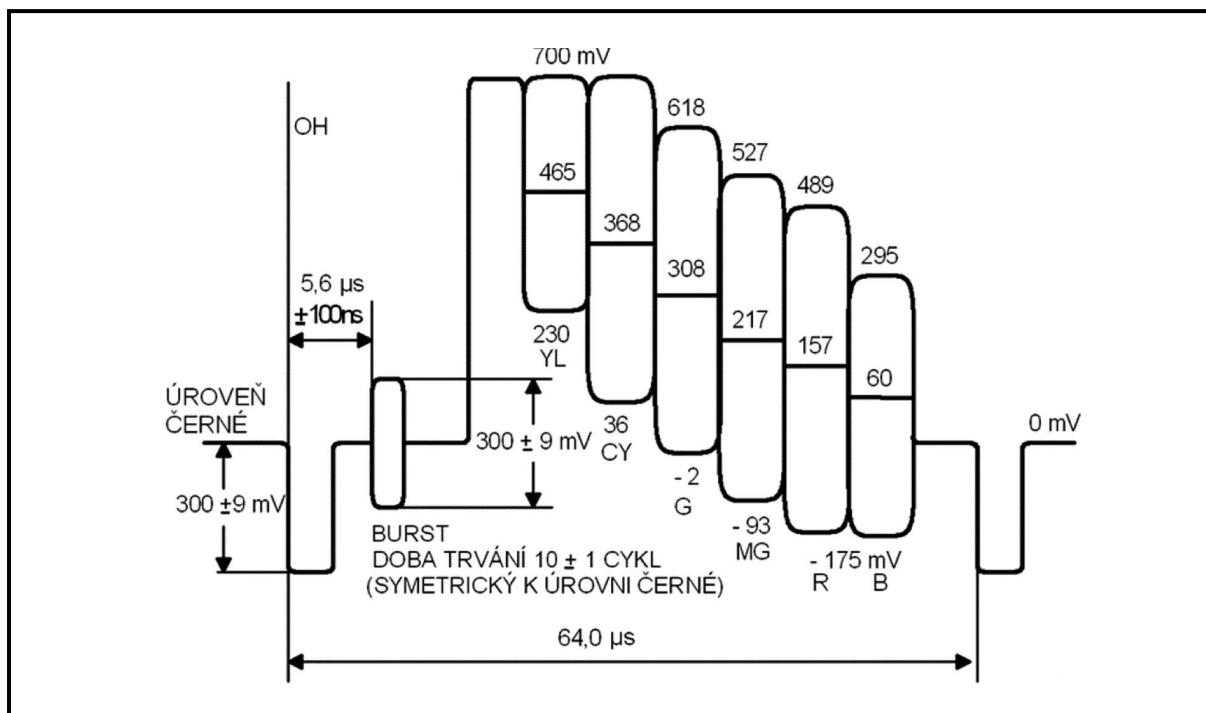 700 mV
OH
618
527
465
489
368
295
308
5,6 µs
±100ns
230
YL
217
157
60
ÚROVEŇ
ČERNÉ
300 ± 9 mV
36
CY
0 mV
300 ±9 mV
- 2
G
- 93
MG
BURST
DOBA TRVÁNÍ 10 ± 1 CYKL
(SYMETRICKÝ K ÚROVNI ČERNÉ)
- 175 mV
R B
64,0 µs